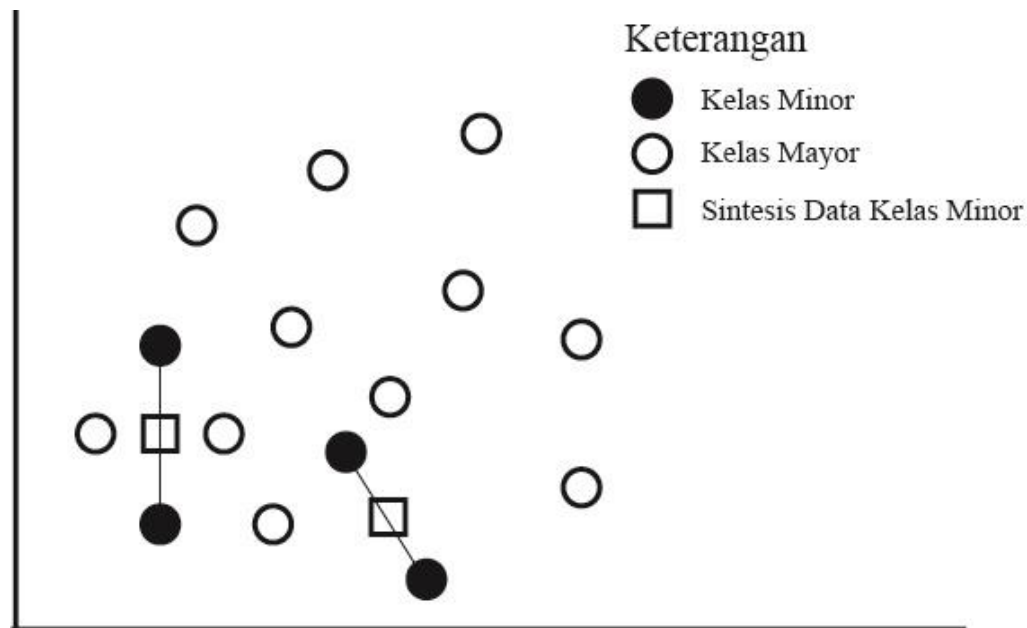 Keterangan
Kelas Minor
Kelas Mayor
Sintesis Data Kelas Minor